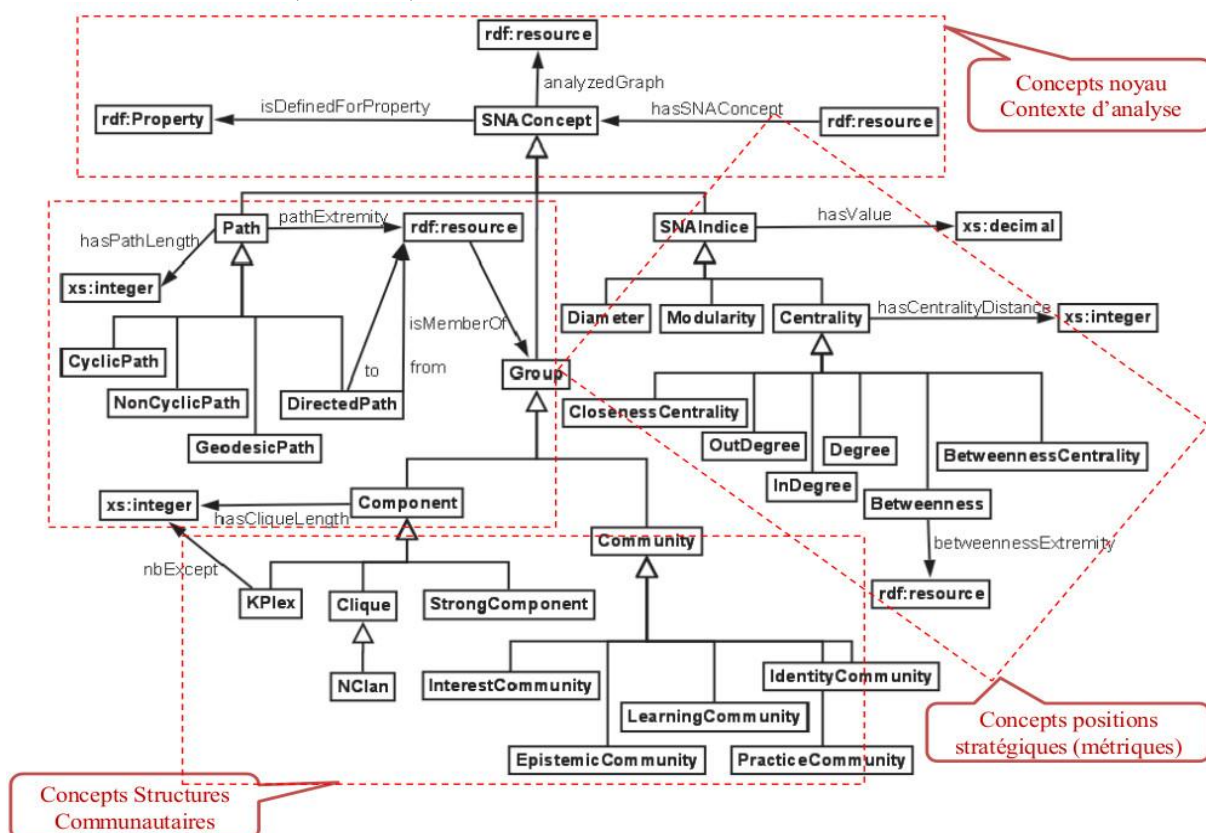 rdf:resource
Concepts noyau
Contexte d'analyse
analyzedGraph
isDefinedForProperty
hasSNAConcept
rdf:Property
SNAConcept
rdf:resource
pathExtremity
hasValue
Path
rdf:resource
SNAIndice
xs:decimal
hasPathLength
xs:integer
hasCentralityDistance
isMemberOf
Diameter
Modularity
Centrality
xs:integer
CyclicPath
to
from
Group
NonCyclicPath
DirectedPath
ClosenessCentrality
GeodesicPath
OutDegree
Degree
BetweennessCentrality
InDegree
xs:integer
Component
Betweenness
hasCliqueLength
Community
betweennessExtremity
nbExcept
KPlex
Clique
StrongComponent
rdf:resource
NClan
InterestCommunity
IdentityCommunity
LearningCommunity
Concepts positions
stratégiques (métriques)
EpistemicCommunity
PracticeCommunity
Concepts Structures
Communautaires